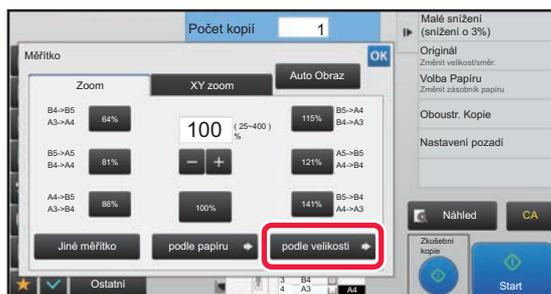 Počet kopií
1
Měřítko
OK
Zoom
XY zoom
Auto Obraz
B4->B5
A3->A4
64%
100
( 25~400 )
%
115%
B5->A4
B4->A3
B5->A5
B4->A4
81%
121%
A5->B5
A4->B4
A4->B5
A3->B4
86%
100%
141%
B5->B4
A4->A3
Jiné měřítko
podle papíru
podle velikosti
Ostatní
3 B4
4 A3
A4
Malé snížení
(snížení o 3%)
Originál
Změnit velikost/směr.
Volba Papíru
Změnit zásobník papíru
Oboustr. Kopie
Nastavení pozadí
Náhled
CA
Zkušební
kopie
Start